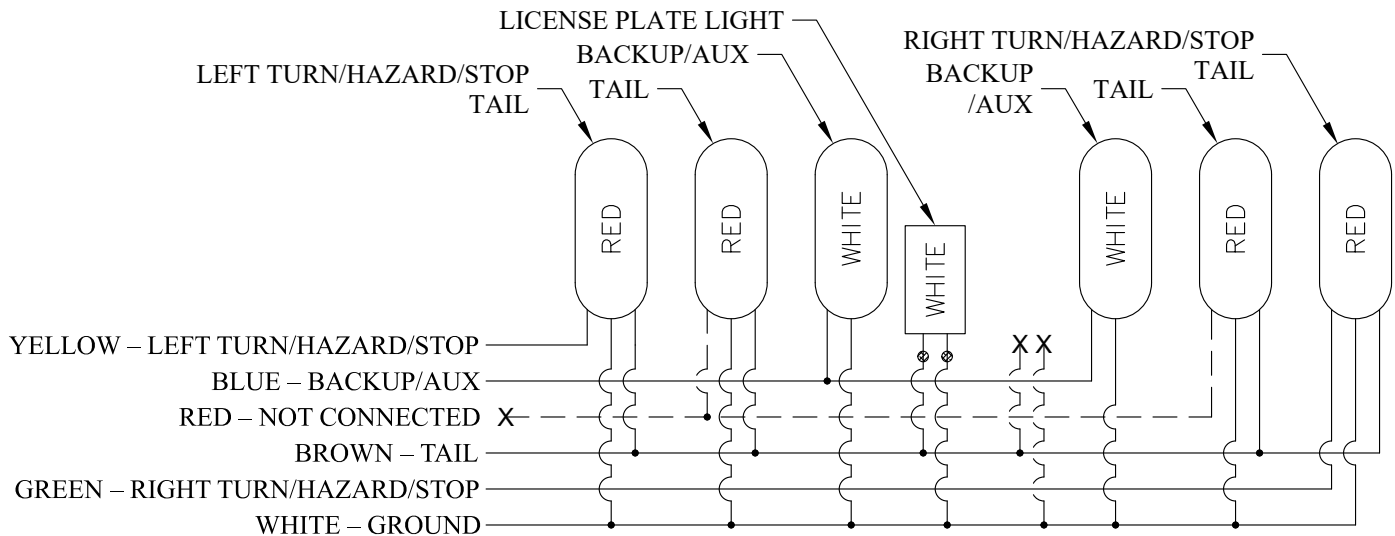 LICENSE PLATE LIGHT
BACKUP/AUX
RIGHT TURN/HAZARD/STOP
TAIL
LEFT TURN/HAZARD/STOP
TAIL
TAIL
BACKUP
/AUX
TAIL
RED
RED
WHITE
WHITE
WHITE
RED
RED
YELLOW – LEFT TURN/HAZARD/STOP
X X
BLUE – BACKUP/AUX
RED – NOT CONNECTED X
BROWN – TAIL
GREEN – RIGHT TURN/HAZARD/STOP
WHITE – GROUND